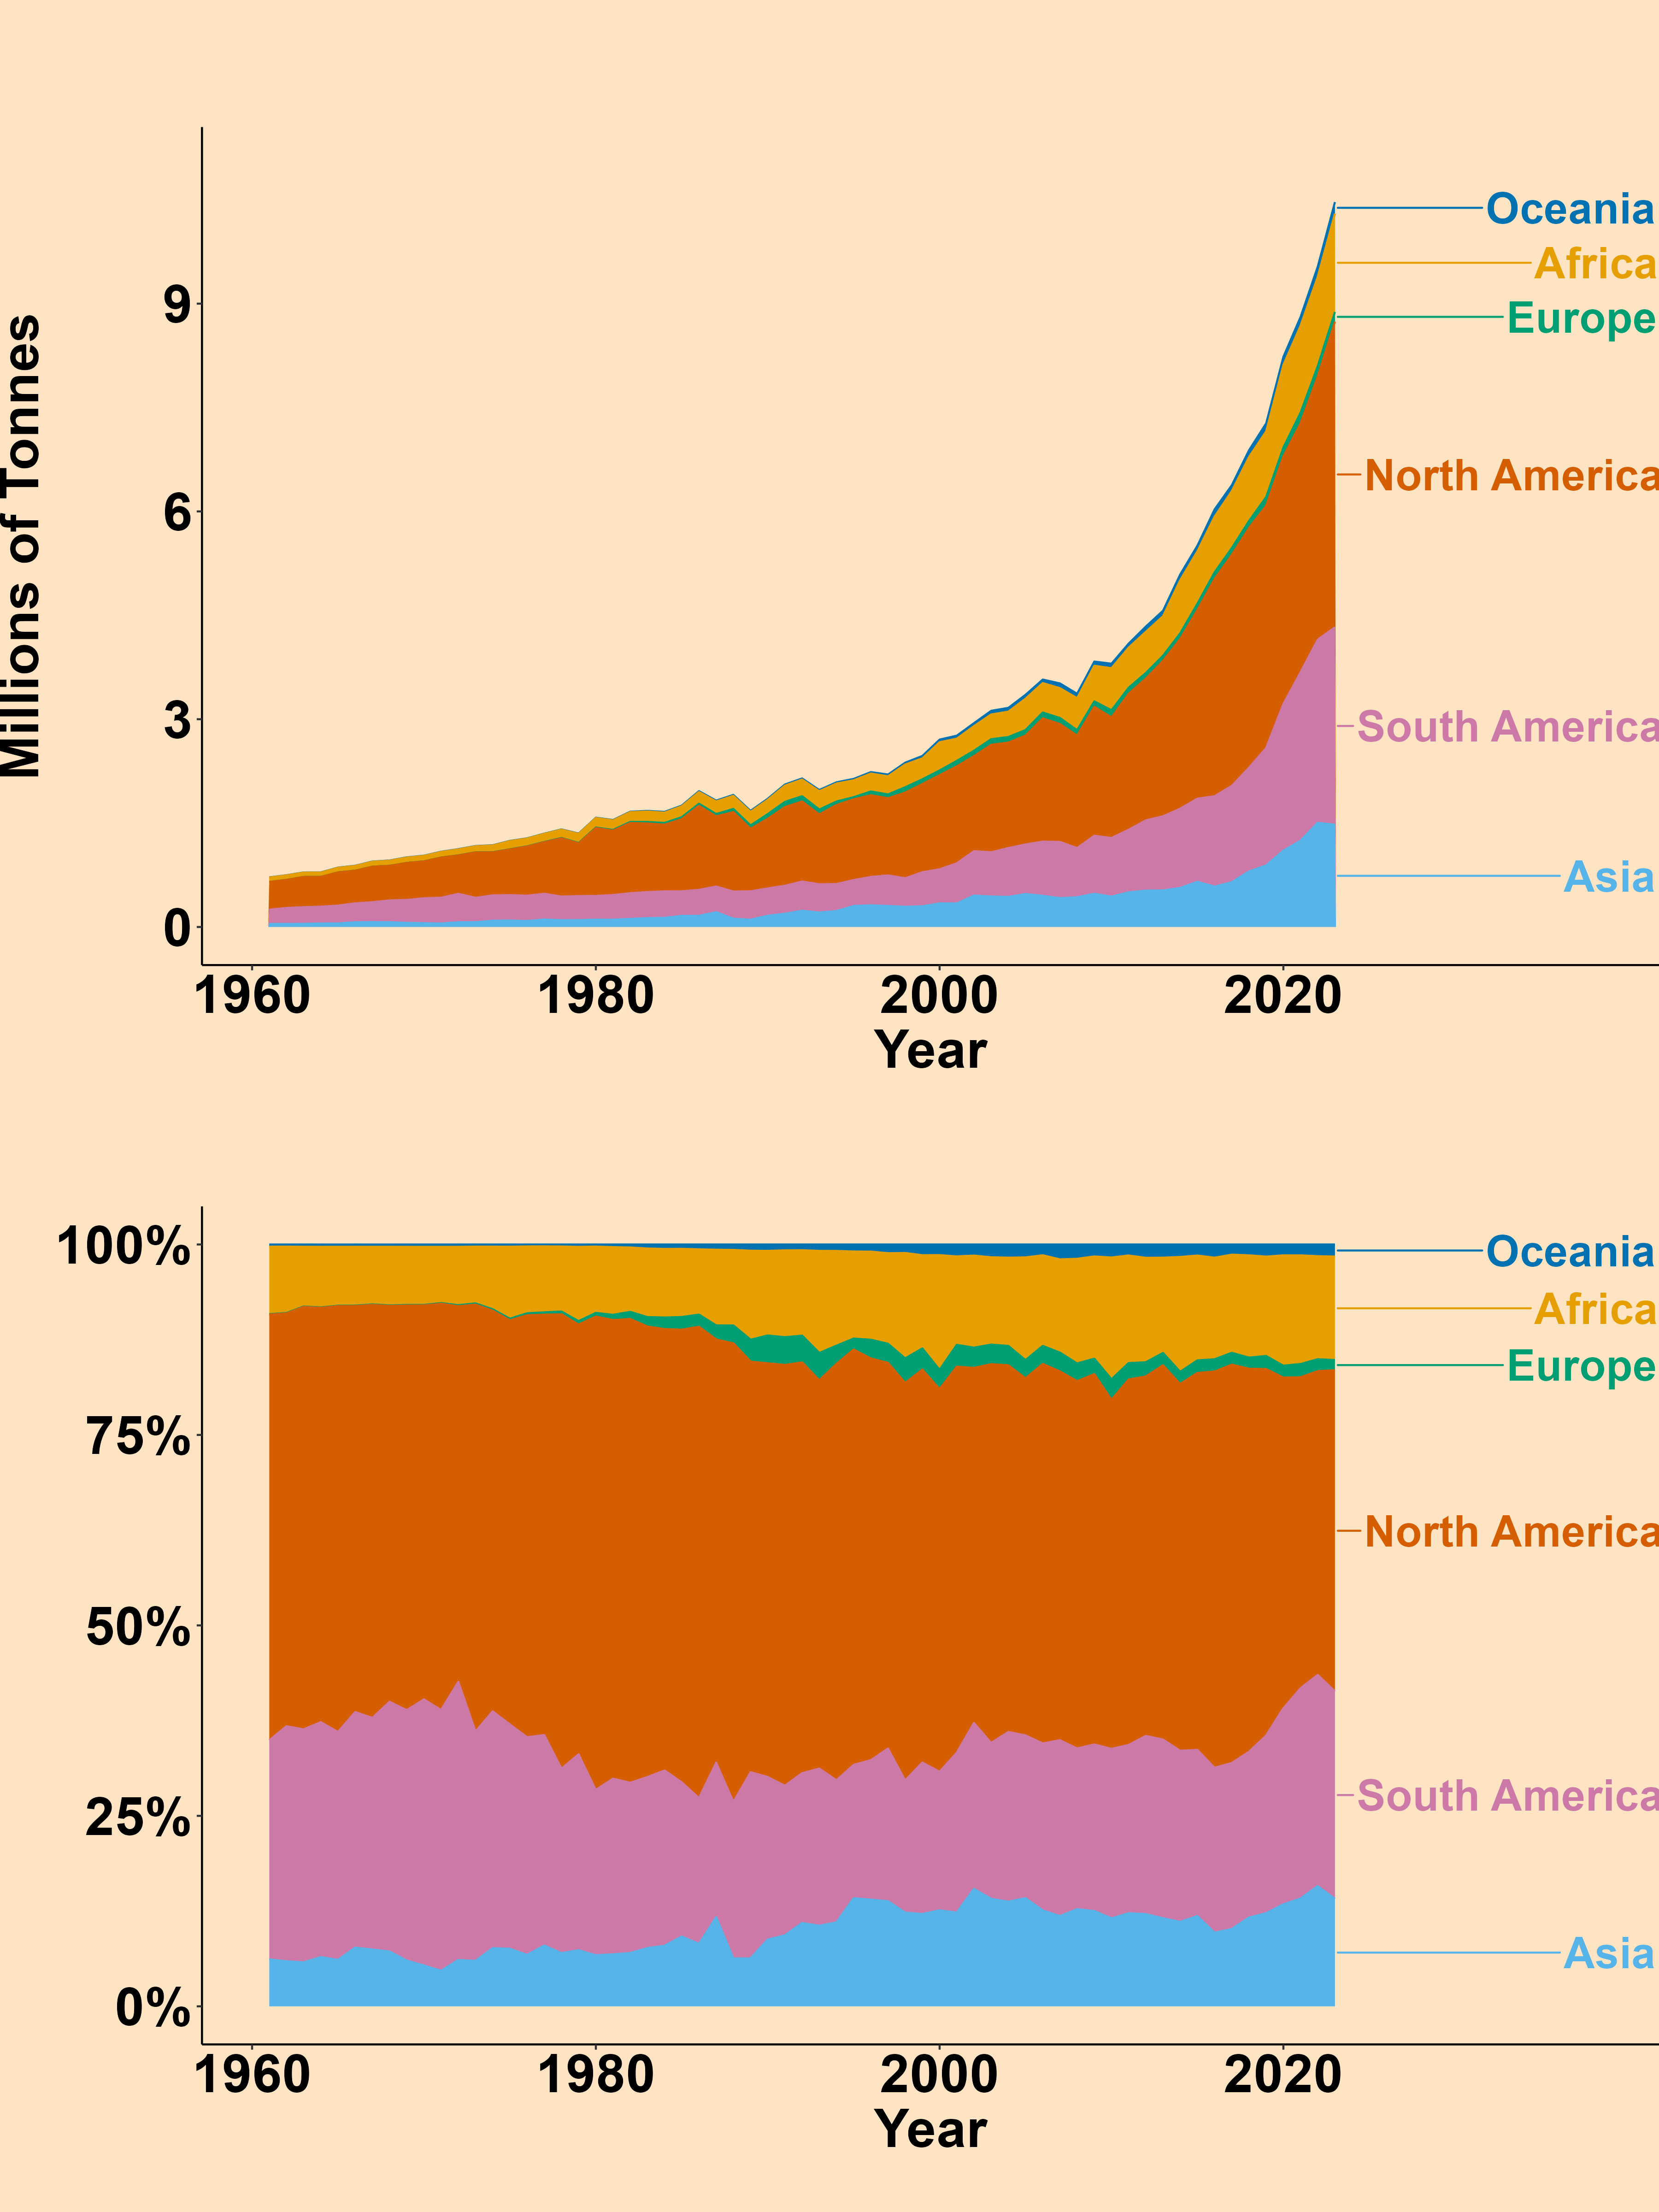 Millions of Tonnes
9
6
3
0
1960 1980 2000 2020
Year
Oceania
Africa
Europe
North America
South America
Asia
100%
75%
50%
25%
0%
1960 1980 2000 2020
Year
Oceania
Africa
Europe
North America
South America
Asia